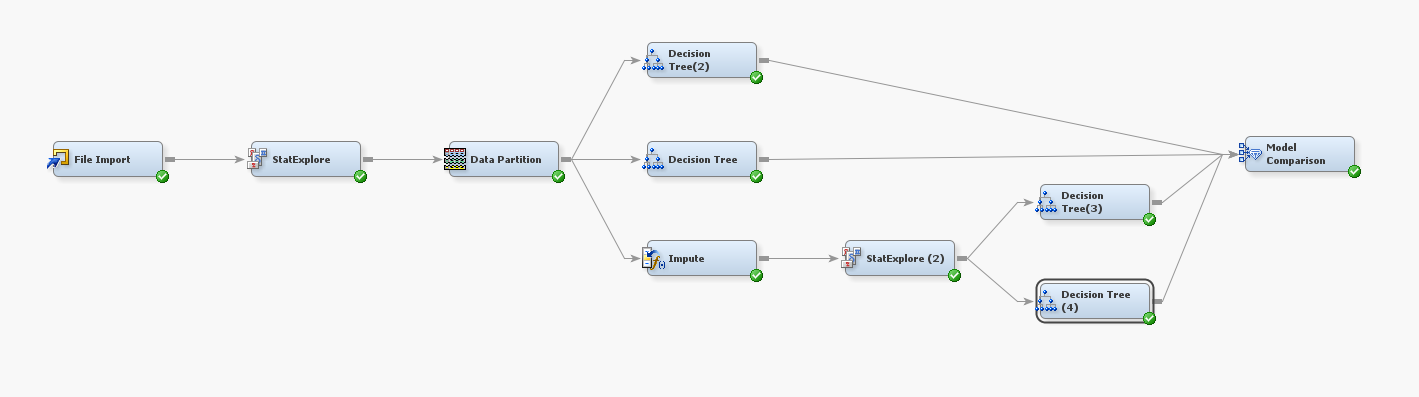 Decision
Tree(2)
File Import
StatExplore
Data Partition
Decision Tree
Model
Comparison
Decision
Tree(3)
Impute
StatExplore (2)
Decision Tree
(4)